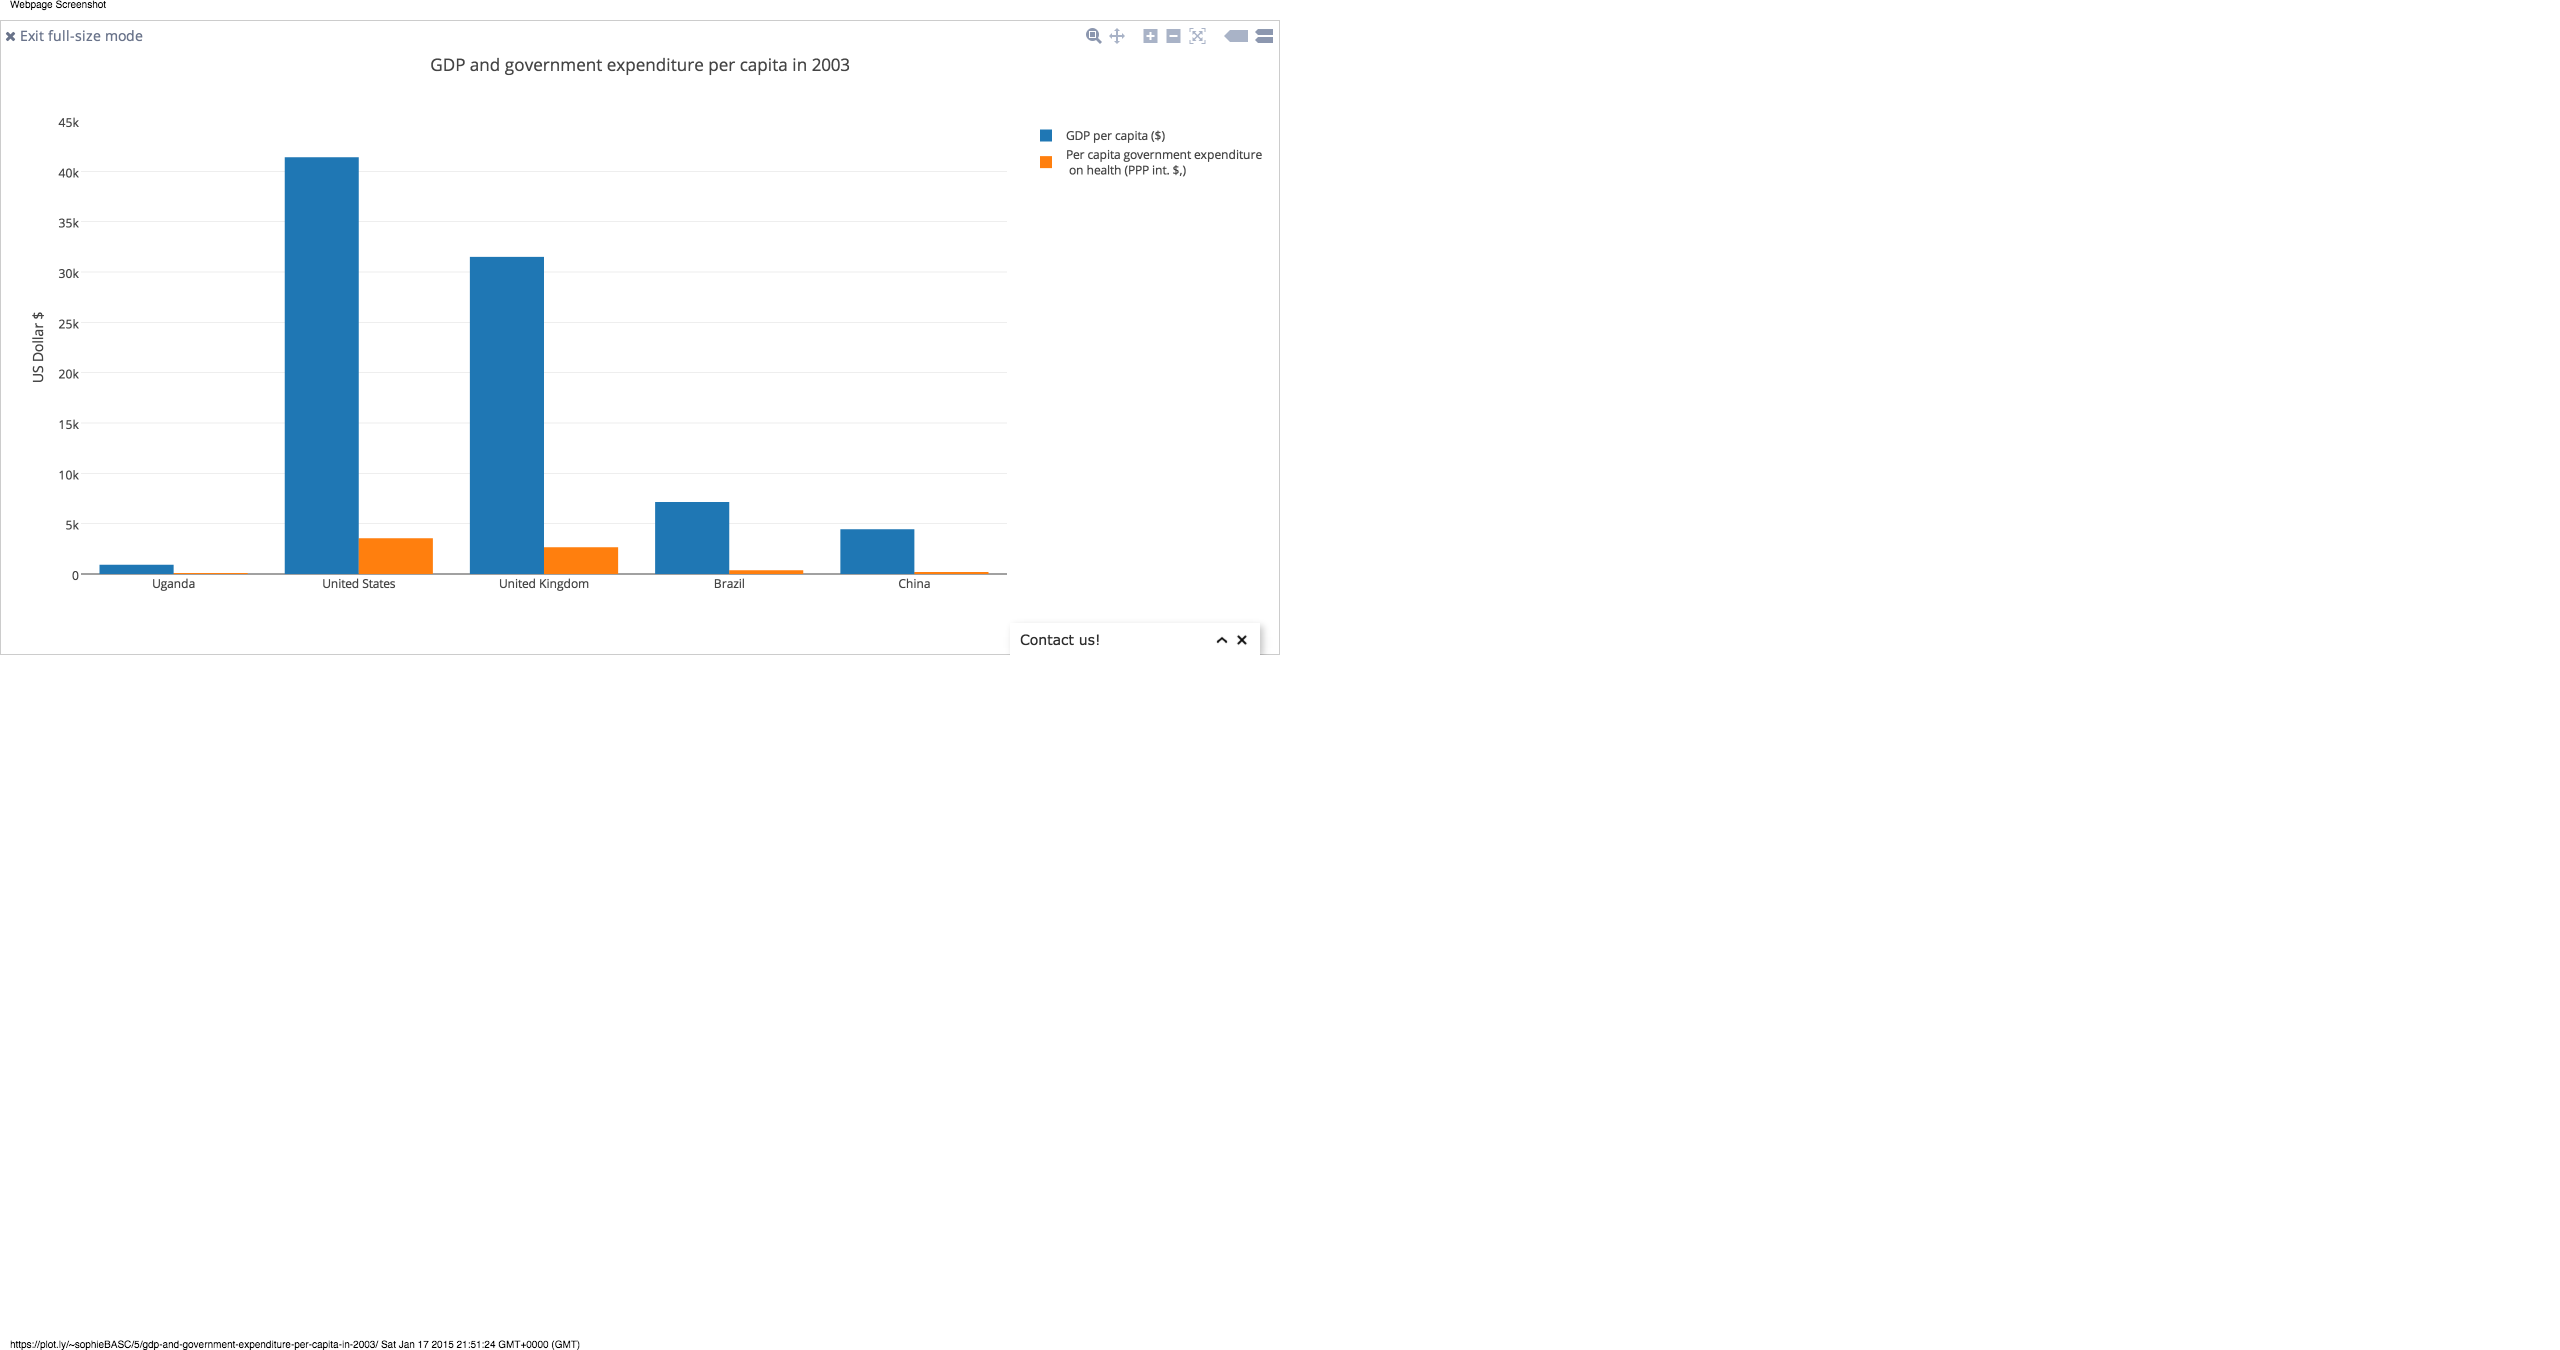 Webpage Screenshot
Exit full-size mode
GDP and government expenditure per capita in 2003
45k
40k
35k
30k
25k
20k
15k
10k
5k
0
US Dollar $
Uganda
United States
United Kingdom
Brazil
China
GDP per capita ($)
Per capita government expenditure
on health (PPP int. $,)
Contact us!
https://plot.ly/~sophieBASC/5/gdp-and-government-expenditure-per-capita-in-2003/ Sat Jan 17 2015 21:51:24 GMT+0000 (GMT)